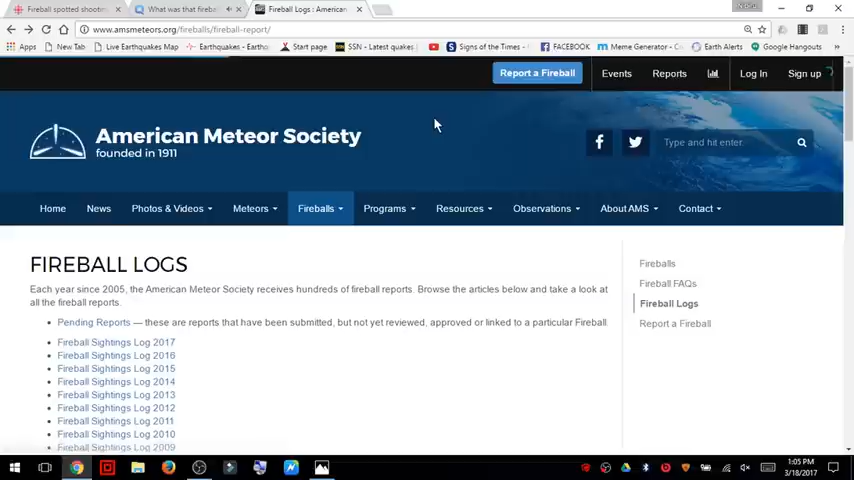 Fireball spotted shootin
What was that fireba
Fireball Logs : American
www.amsmeteors.org/fireballs/fireball-report/
New Tab
Live Earthquakes Map
Earthquakes - Earthq
Start page
SSN - Latest quakes
Signs of the Times -
FACEBOOK
Meme Generator -
Earth Alerts
Google Hangouts
Report a Fireball
Events
Reports
Log In
Sign up
American Meteor Society
founded in 1911
Type and hit enter.
Home
News
Photos & Videos
Meteors
Fireballs
Programs
Resources
Observations
About AMS
Contact
FIREBALL LOGS
Each year since 2005, the American Meteor Society receives hundreds of fireball reports. Browse the articles below and take a look at
all the fireball reports.
Pending Reports — these are reports that have been submitted, but not yet reviewed, approved or linked to a particular Fireball.
Fireball Sightings Log 2017
Fireball Sightings Log 2016
Fireball Sightings Log 2015
Fireball Sightings Log 2014
Fireball Sightings Log 2013
Fireball Sightings Log 2012
Fireball Sightings Log 2011
Fireball Sightings Log 2010
Fireball Sightings Log 2009
Fireballs
Fireball FAQs
Fireball Logs
Report a Fireball
1:05 PM
3/18/2017